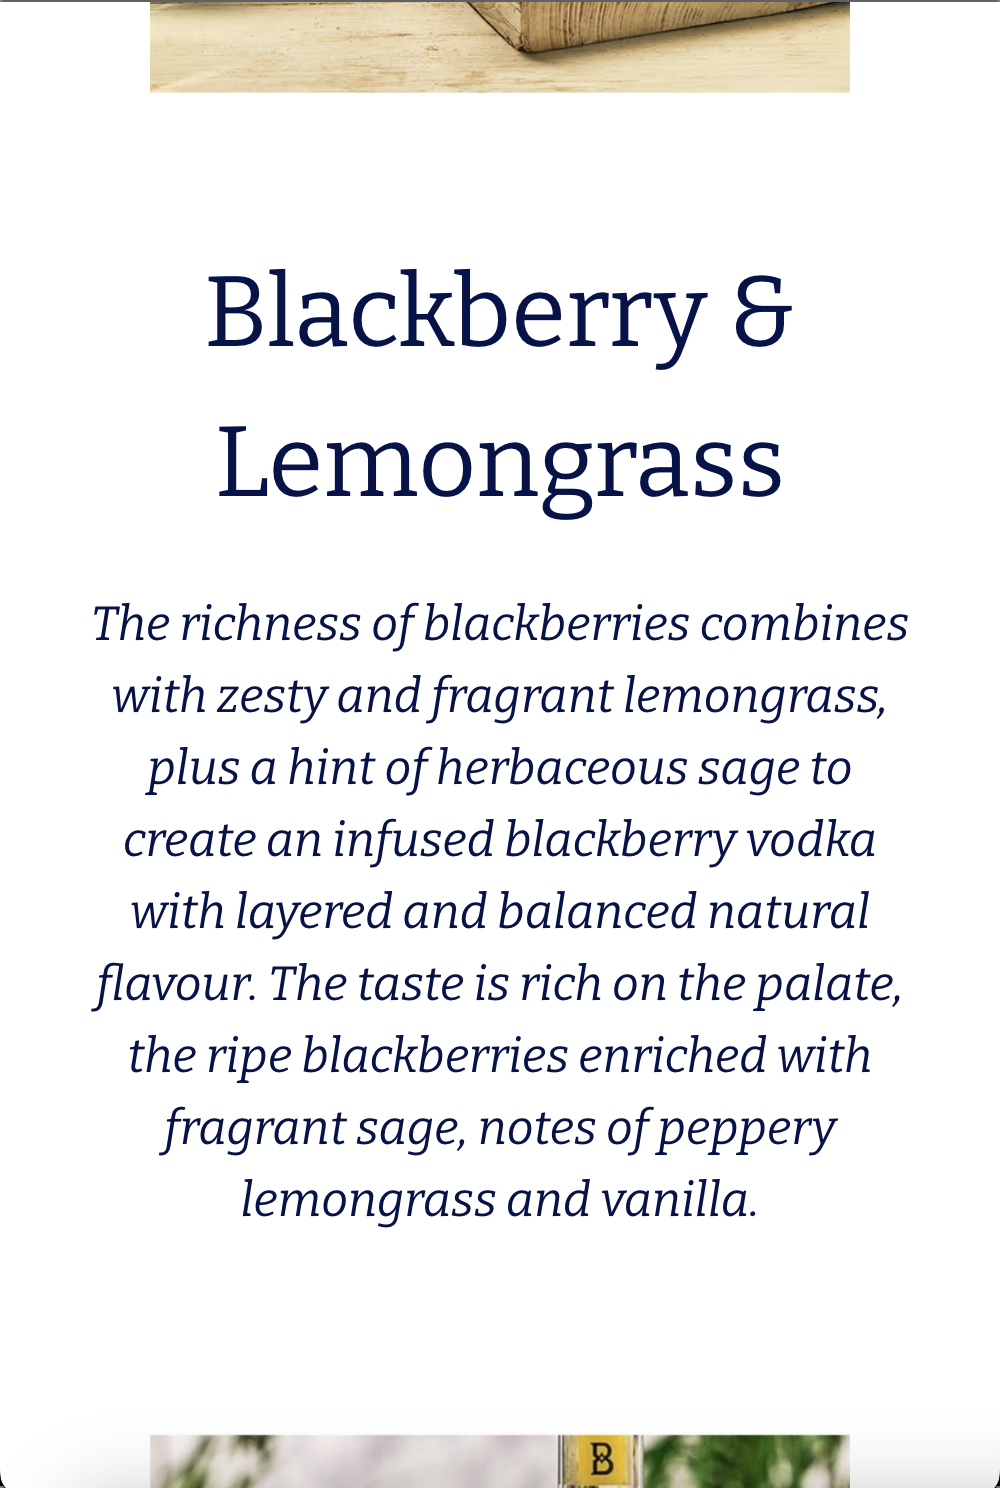 Blackberry &
Lemongrass
The richness of blackberries combines
with zesty and fragrant lemongrass,
plus a hint of herbaceous sage to
create an infused blackberry vodka
with layered and balanced natural
flavour. The taste is rich on the palate,
the ripe blackberries enriched with
fragrant sage, notes of peppery
lemongrass and vanilla.
B